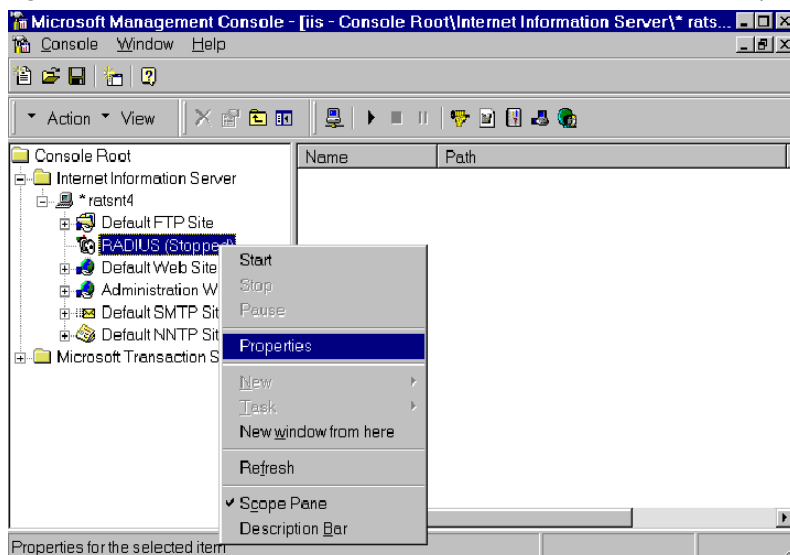 Microsoft Management Console - [iis - Console Root\Internet Information Server\* rats...
Console Window Help
Action View
Console Root
Internet Information Server
* ratsnt4
Default FTP Site
RADIUS (Stopped)
Default Web Site
Administration W
Default SMTP Sit
Default NNTP Sit
Microsoft Transaction S
Name Path
Start
Stop
Pause
Properties
New
Task
New window from here
Refresh
Scope Pane
Description Bar
Properties for the selected item